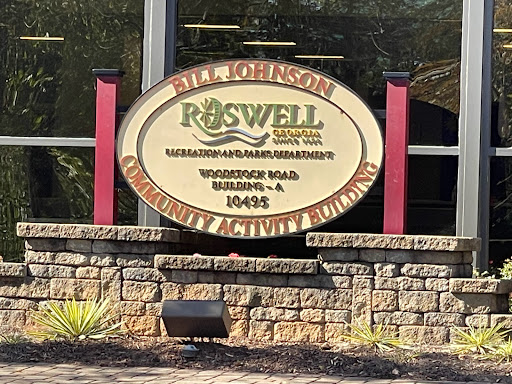 BILL JOHNSON
ROSWELL
GEORGIA
SINCE 1854
RECREATION AND PARKS DEPARTMENT
WOODSTOCK ROAD
BUILDING - A
10495
COMMUNITY ACTIVITY BUILDING